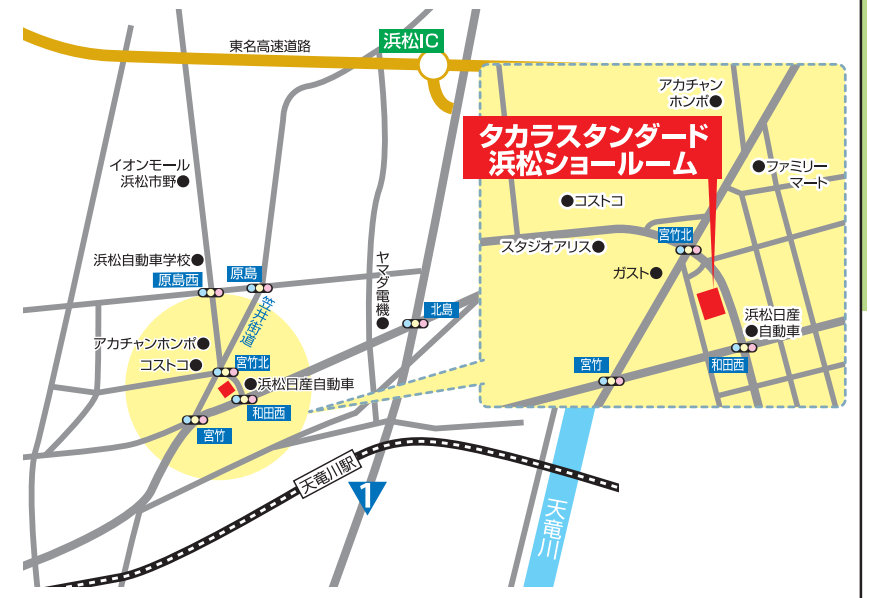 東名高速道路
浜松IC
アカチャン
ホンポ
タカラスタンダード
浜松ショールーム
ファミリー
マート
コストコ
スタジオアリス
宮竹北
ガスト
浜松日産
自動車
宮竹
和田西
イオンモール
浜松市野
浜松自動車学校
原島西
原島
笠井街道
ヤマダ電機
北島
アカチャンホンポ
コストコ
宮竹北
浜松日産自動車
和田西
宮竹
天竜川駅
1
天竜川